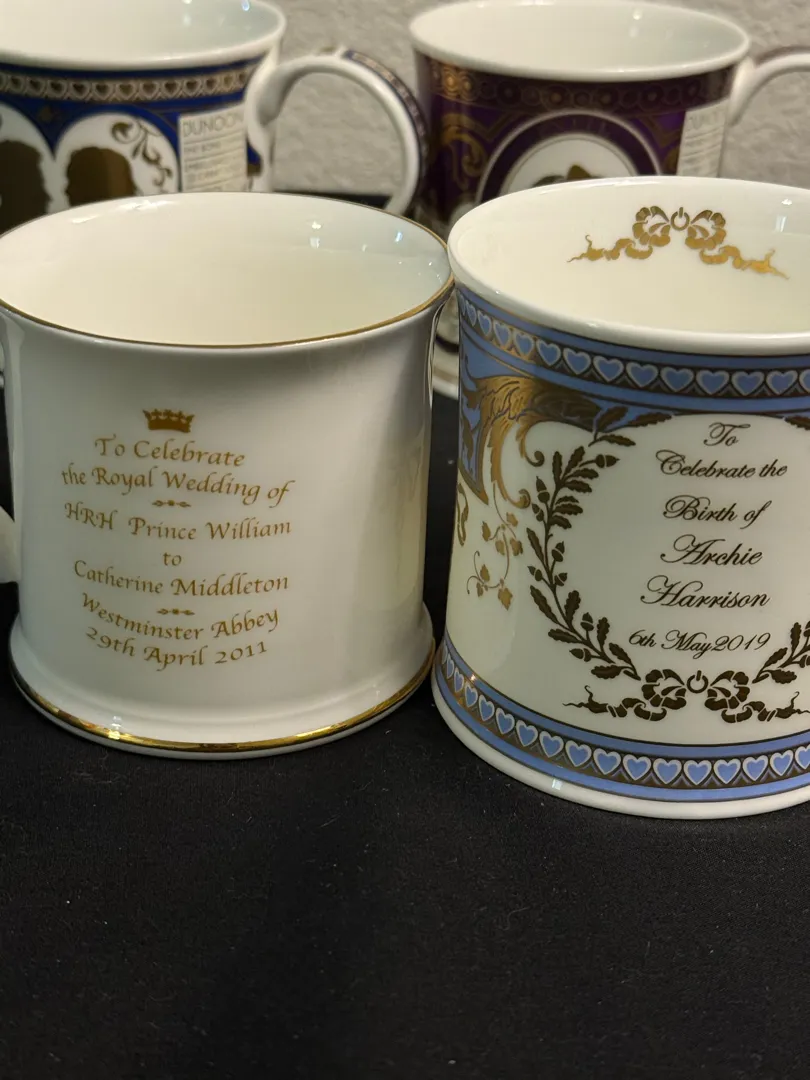 DUNOON
To Celebrate
the Royal Wedding of
HRH Prince William
to
Catherine Middleton
Westminster Abbey
29th April 2011
To
Celebrate the
Birth of
Archie
Harrison
6th May 2019